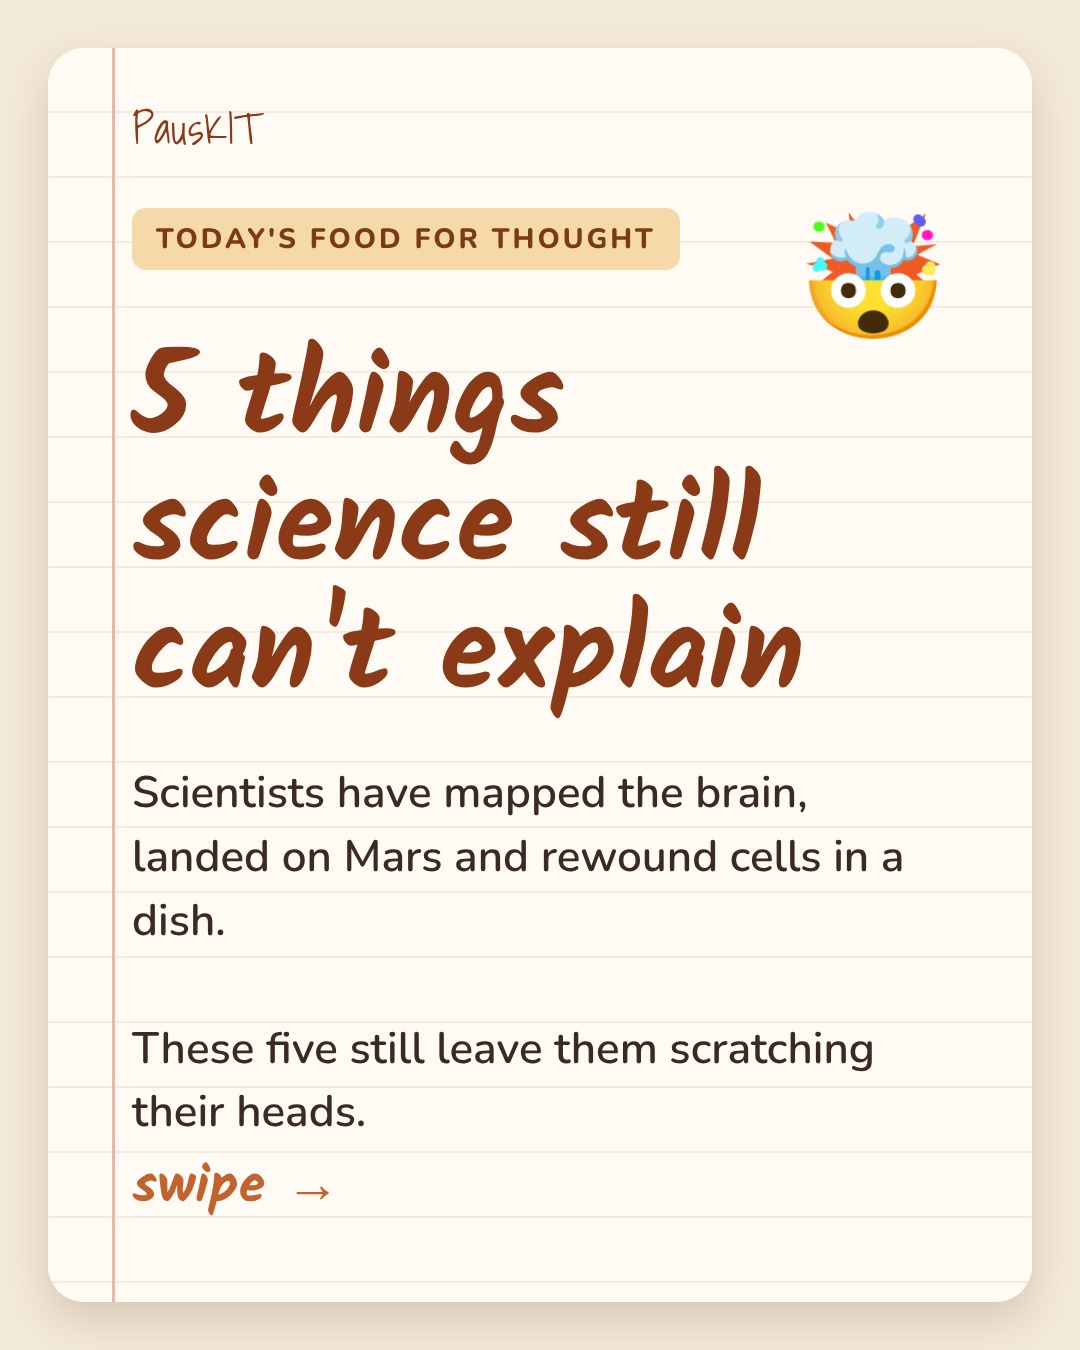 PausKIT
TODAY'S FOOD FOR THOUGHT
5 things
science still
can't explain
Scientists have mapped the brain,
landed on Mars and rewound cells in a
dish.
These five still leave them scratching
their heads.
swipe →